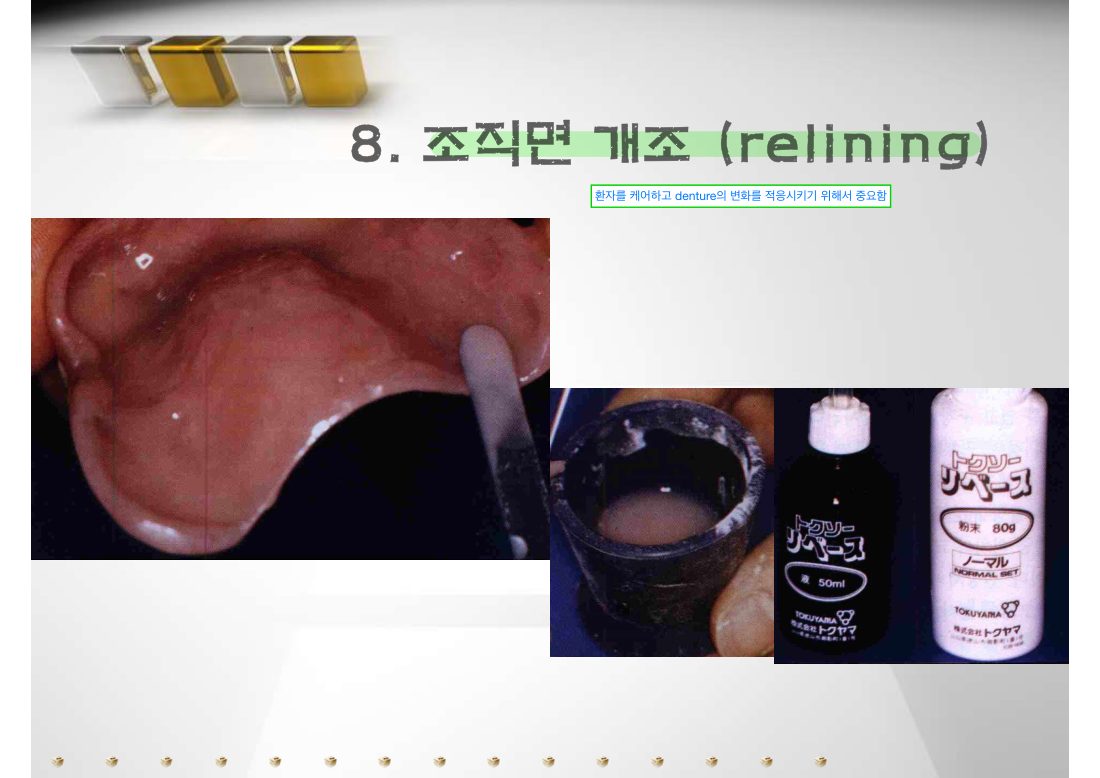 8. 조직면 개조 (relining)
환자를 케어하고 denture의 변화를 적응시키기 위해서 중요함
トクソー
リベース
液 50ml
TOKUYAMA
株式会社トクヤマ
トクソー
リベース
粉末 80g
ノーマル
NORMAL SET
TOKUYAMA
株式会社トクヤマ